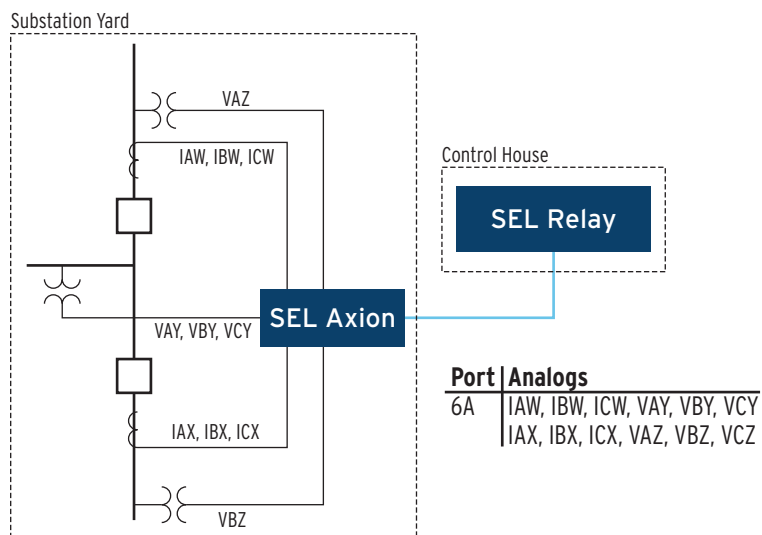 Substation Yard
VAZ
IAW, IBW, ICW
Control House
SEL Relay
SEL Axion
VAY, VBY, VCY
Port Analogs
6A IAW, IBW, ICW, VAY, VBY, VCY
IAX, IBX, ICX, VAZ, VBZ, VCZ
IAX, IBX, ICX
VBZ